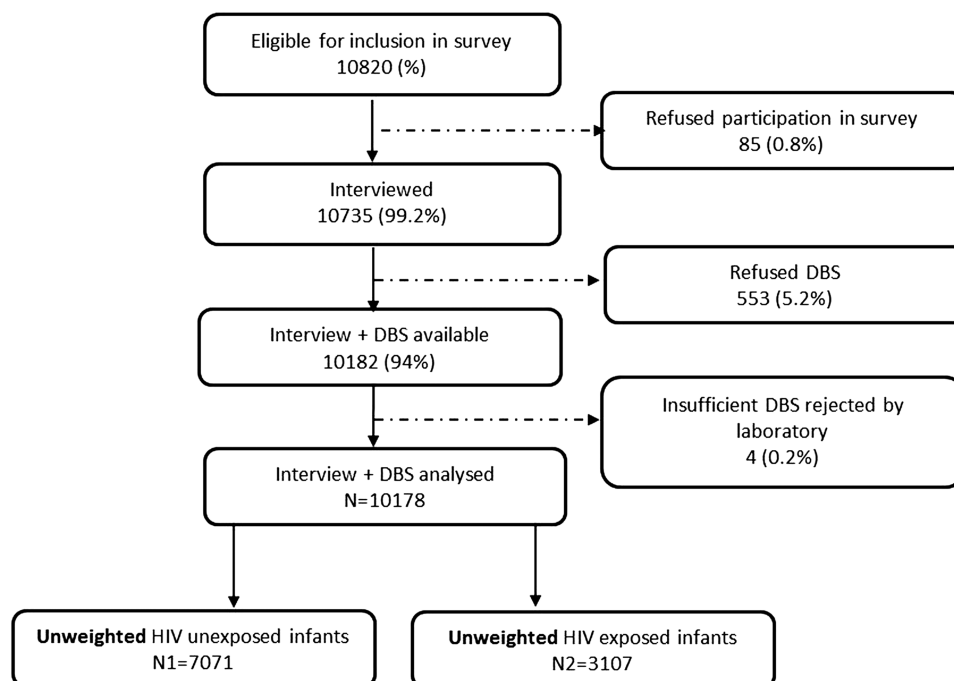 Eligible for inclusion in survey
10820 (%)
Refused participation in survey
85 (0.8%)
Interviewed
10735 (99.2%)
Refused DBS
553 (5.2%)
Interview + DBS available
10182 (94%)
Insufficient DBS rejected by
laboratory
4 (0.2%)
Interview + DBS analysed
N=10178
Unweighted HIV unexposed infants
N1=7071
Unweighted HIV exposed infants
N2=3107